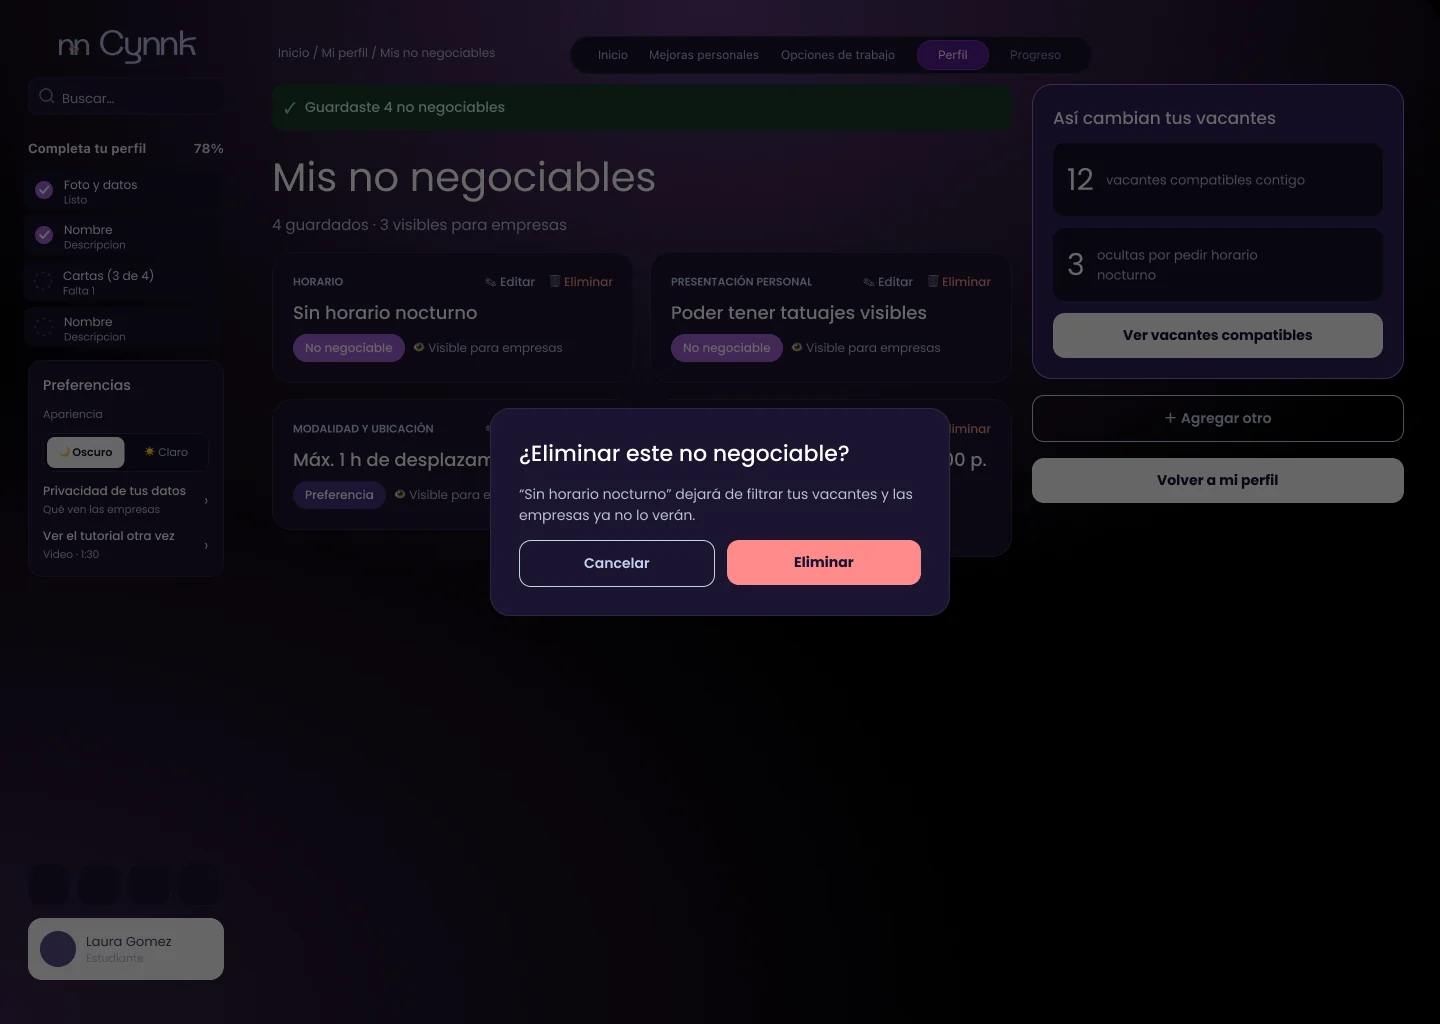 Cynnk
Buscar...
Completa tu perfil 78%
Foto y datos
Listo
Nombre
Descripcion
Cartas (3 de 4)
Falta 1
Nombre
Descripcion
Preferencias
Apariencia
Oscuro Claro
Privacidad de tus datos
Qué ven las empresas
Ver el tutorial otra vez
Video · 1:30
Laura Gomez
Estudiante
Inicio / Mi perfil / Mis no negociables
Inicio Mejoras personales Opciones de trabajo Perfil Progreso
✓ Guardaste 4 no negociables
Mis no negociables
4 guardados · 3 visibles para empresas
HORARIO Editar Eliminar
Sin horario nocturno
No negociable Visible para empresas
PRESENTACIÓN PERSONAL Editar Eliminar
Poder tener tatuajes visibles
No negociable Visible para empresas
MODALIDAD Y UBICACIÓN
Máx. 1 h de desplazam
Preferencia Visible para e
liminar
00 p.
¿Eliminar este no negociable?
“Sin horario nocturno” dejará de filtrar tus vacantes y las
empresas ya no lo verán.
Cancelar Eliminar
Así cambian tus vacantes
12 vacantes compatibles contigo
3 ocultas por pedir horario
nocturno
Ver vacantes compatibles
+ Agregar otro
Volver a mi perfil